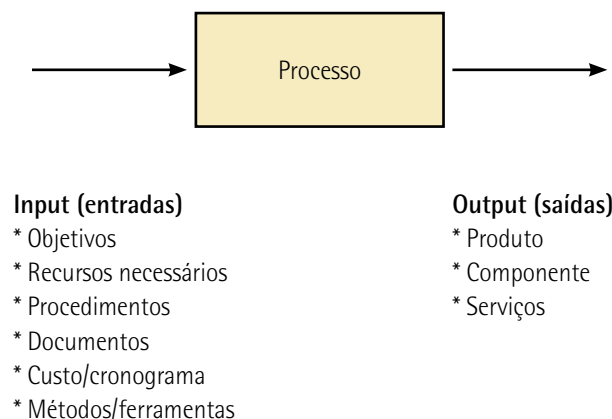 Processo
Input (entradas)
* Objetivos
* Recursos necessários
* Procedimentos
* Documentos
* Custo/cronograma
* Métodos/ferramentas
Output (saídas)
* Produto
* Componente
* Serviços